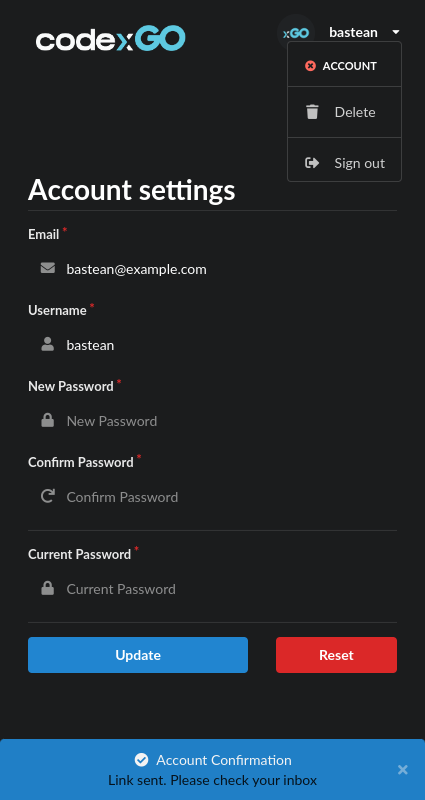 codexGO
xGO bastean
ACCOUNT
Delete
Sign out
Account settings
Email *
bastean@example.com
Username *
bastean
New Password *
New Password
Confirm Password *
Confirm Password
Current Password *
Current Password
Update Reset
Account Confirmation
Link sent. Please check your inbox